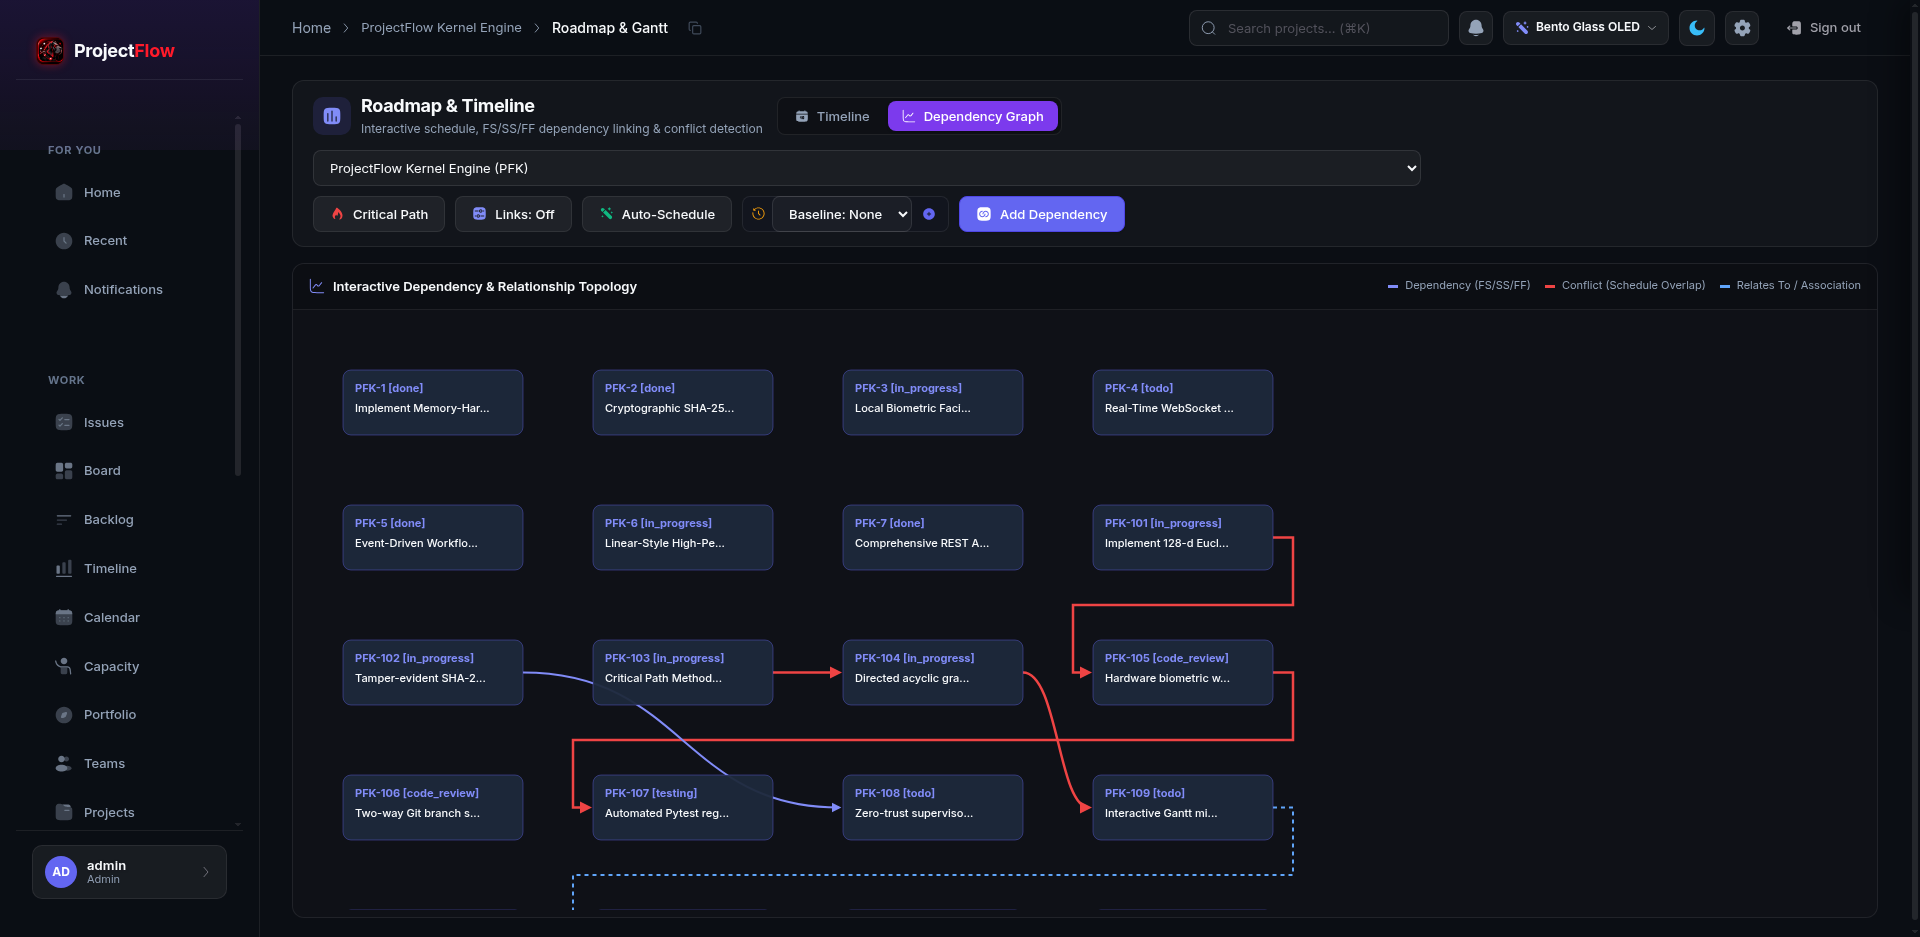 ProjectFlow
FOR YOU
Home
Recent
Notifications
WORK
Issues
Board
Backlog
Timeline
Calendar
Capacity
Portfolio
Teams
Projects
AD
admin
Admin
Home
ProjectFlow Kernel Engine
Roadmap & Gantt
Search projects... (⌘K)
Bento Glass OLED
Sign out
Roadmap & Timeline
Interactive schedule, FS/SS/FF dependency linking & conflict detection
Timeline
Dependency Graph
ProjectFlow Kernel Engine (PFK)
Critical Path
Links: Off
Auto-Schedule
Baseline: None
Add Dependency
Interactive Dependency & Relationship Topology
Dependency (FS/SS/FF)
Conflict (Schedule Overlap)
Relates To / Association
PFK-1 [done]
Implement Memory-Har...
PFK-2 [done]
Cryptographic SHA-25...
PFK-3 [in_progress]
Local Biometric Faci...
PFK-4 [todo]
Real-Time WebSocket ...
PFK-5 [done]
Event-Driven Workflo...
PFK-6 [in_progress]
Linear-Style High-Pe...
PFK-7 [done]
Comprehensive REST A...
PFK-101 [in_progress]
Implement 128-d Eucl...
PFK-102 [in_progress]
Tamper-evident SHA-2...
PFK-103 [in_progress]
Critical Path Method...
PFK-104 [in_progress]
Directed acyclic gra...
PFK-105 [code_review]
Hardware biometric w...
PFK-106 [code_review]
Two-way Git branch s...
PFK-107 [testing]
Automated Pytest reg...
PFK-108 [todo]
Zero-trust superviso...
PFK-109 [todo]
Interactive Gantt mi...